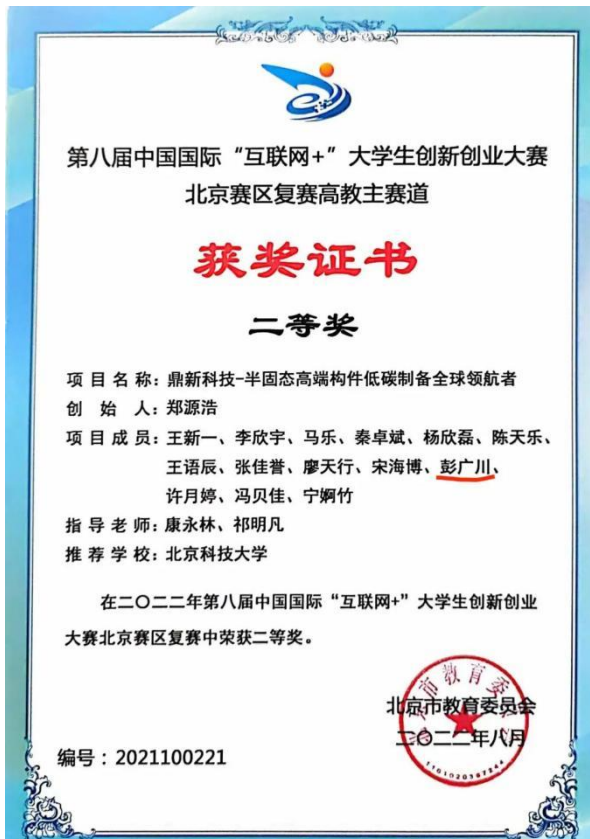 第八届中国国际“互联网+”大学生创新创业大赛
北京赛区复赛高教主赛道
获奖证书
二等奖
项目名称：鼎新科技-半固态高端构件低碳制备全球领航者
创始人：郑源浩
项目成员：王新一、李欣宇、马乐、秦卓斌、杨欣磊、陈天乐、
王语辰、张佳誉、廖天行、宋海博、彭广川、
许月婷、冯贝佳、宁婀竹
指导老师：康永林、祁明凡
推荐学校：北京科技大学
在二〇二二年第八届中国国际“互联网+”大学生创新创业
大赛北京赛区复赛中荣获二等奖。
北京市教育委员会
二〇二二年八月
编号：2021100221